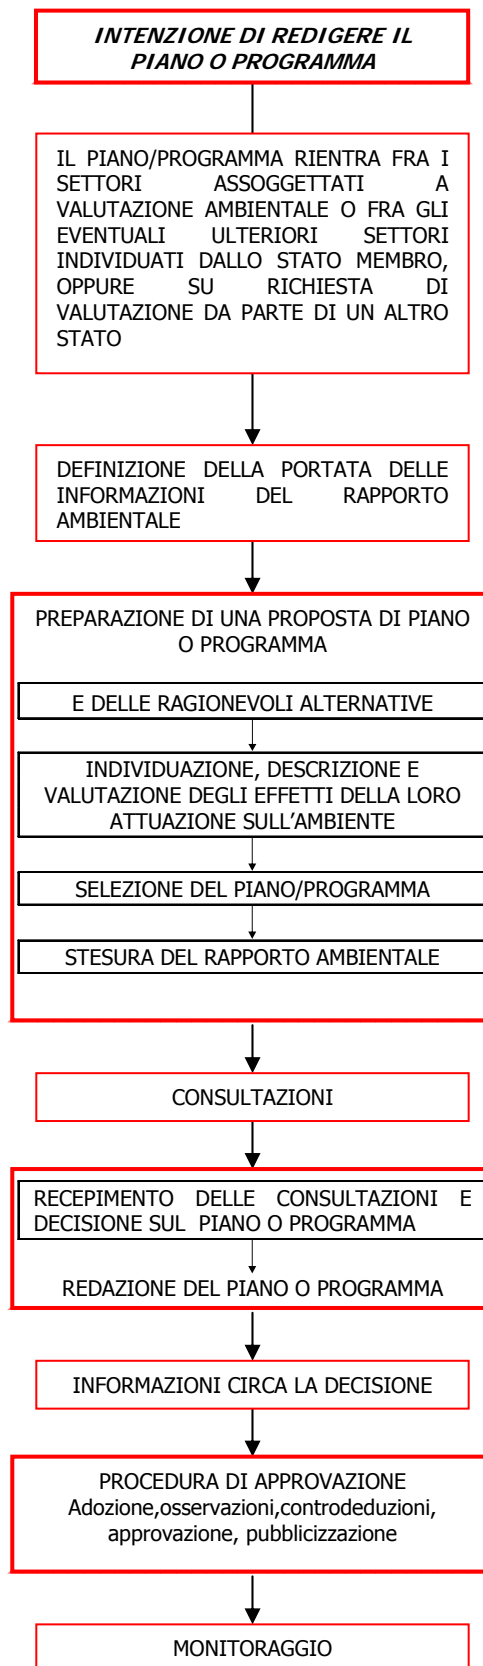 INTENZIONE DI REDIGERE IL
PIANO O PROGRAMMA
IL PIANO/PROGRAMMA RIENTRA FRA I
SETTORI ASSOGGETTATI A
VALUTAZIONE AMBIENTALE O FRA GLI
EVENTUALI ULTERIORI SETTORI
INDIVIDUATI DALLO STATO MEMBRO,
OPPURE SU RICHIESTA DI
VALUTAZIONE DA PARTE DI UN ALTRO
STATO
DEFINIZIONE DELLA PORTATA DELLE
INFORMAZIONI DEL RAPPORTO
AMBIENTALE
PREPARAZIONE DI UNA PROPOSTA DI PIANO
O PROGRAMMA
E DELLE RAGIONEVOLI ALTERNATIVE
INDIVIDUAZIONE, DESCRIZIONE E
VALUTAZIONE DEGLI EFFETTI DELLA LORO
ATTUAZIONE SULL'AMBIENTE
SELEZIONE DEL PIANO/PROGRAMMA
STESURA DEL RAPPORTO AMBIENTALE
CONSULTAZIONI
RECEPIMENTO DELLE CONSULTAZIONI E
DECISIONE SUL PIANO O PROGRAMMA
REDAZIONE DEL PIANO O PROGRAMMA
INFORMAZIONI CIRCA LA DECISIONE
PROCEDURA DI APPROVAZIONE
Adozione,osservazioni,controdeduzioni,
approvazione, pubblicizzazione
MONITORAGGIO